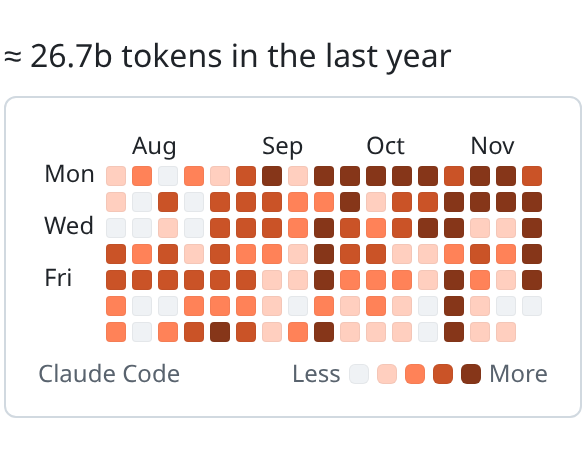 ≈ 26.7b tokens in the last year
Aug Sep Oct Nov
Mon
Wed
Fri
Claude Code Less More